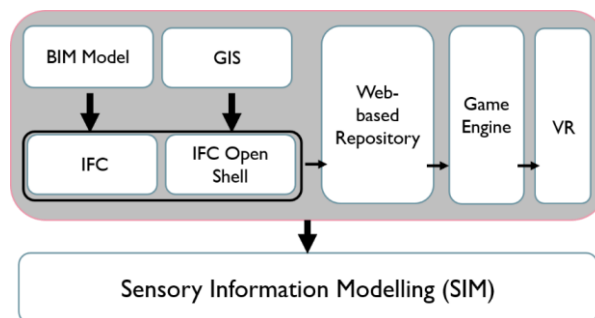 BIM Model
GIS
IFC
IFC Open
Shell
Web-
based
Repository
Game
Engine
VR
Sensory Information Modelling (SIM)